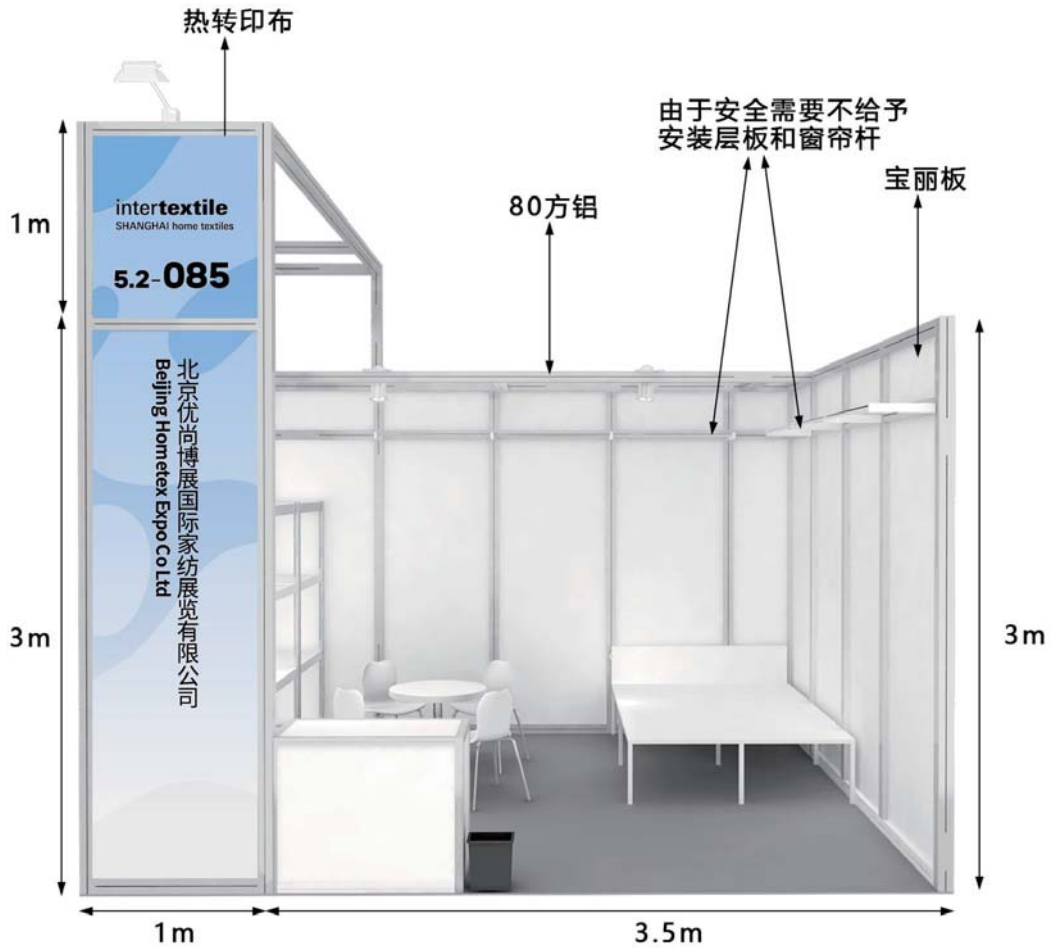 热转印布
由于安全需要不给予
安装层板和窗帘杆
宝丽板
80方铝
1m
intertextile
SHANGHAI home textiles
5.2-085
北京优尚博展国际家纺展览有限公司
Beijing Hometex Expo Co Ltd
3m
3m
1m
3.5m